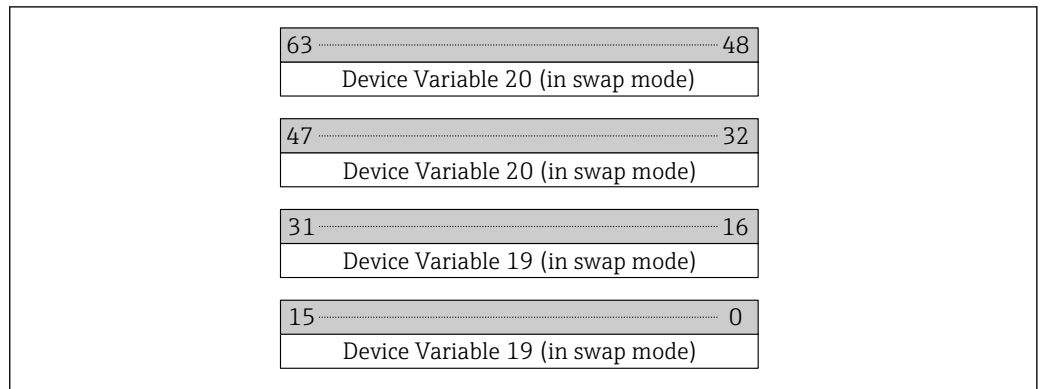 63 48
Device Variable 20 (in swap mode)
47 32
Device Variable 20 (in swap mode)
31 16
Device Variable 19 (in swap mode)
15 0
Device Variable 19 (in swap mode)